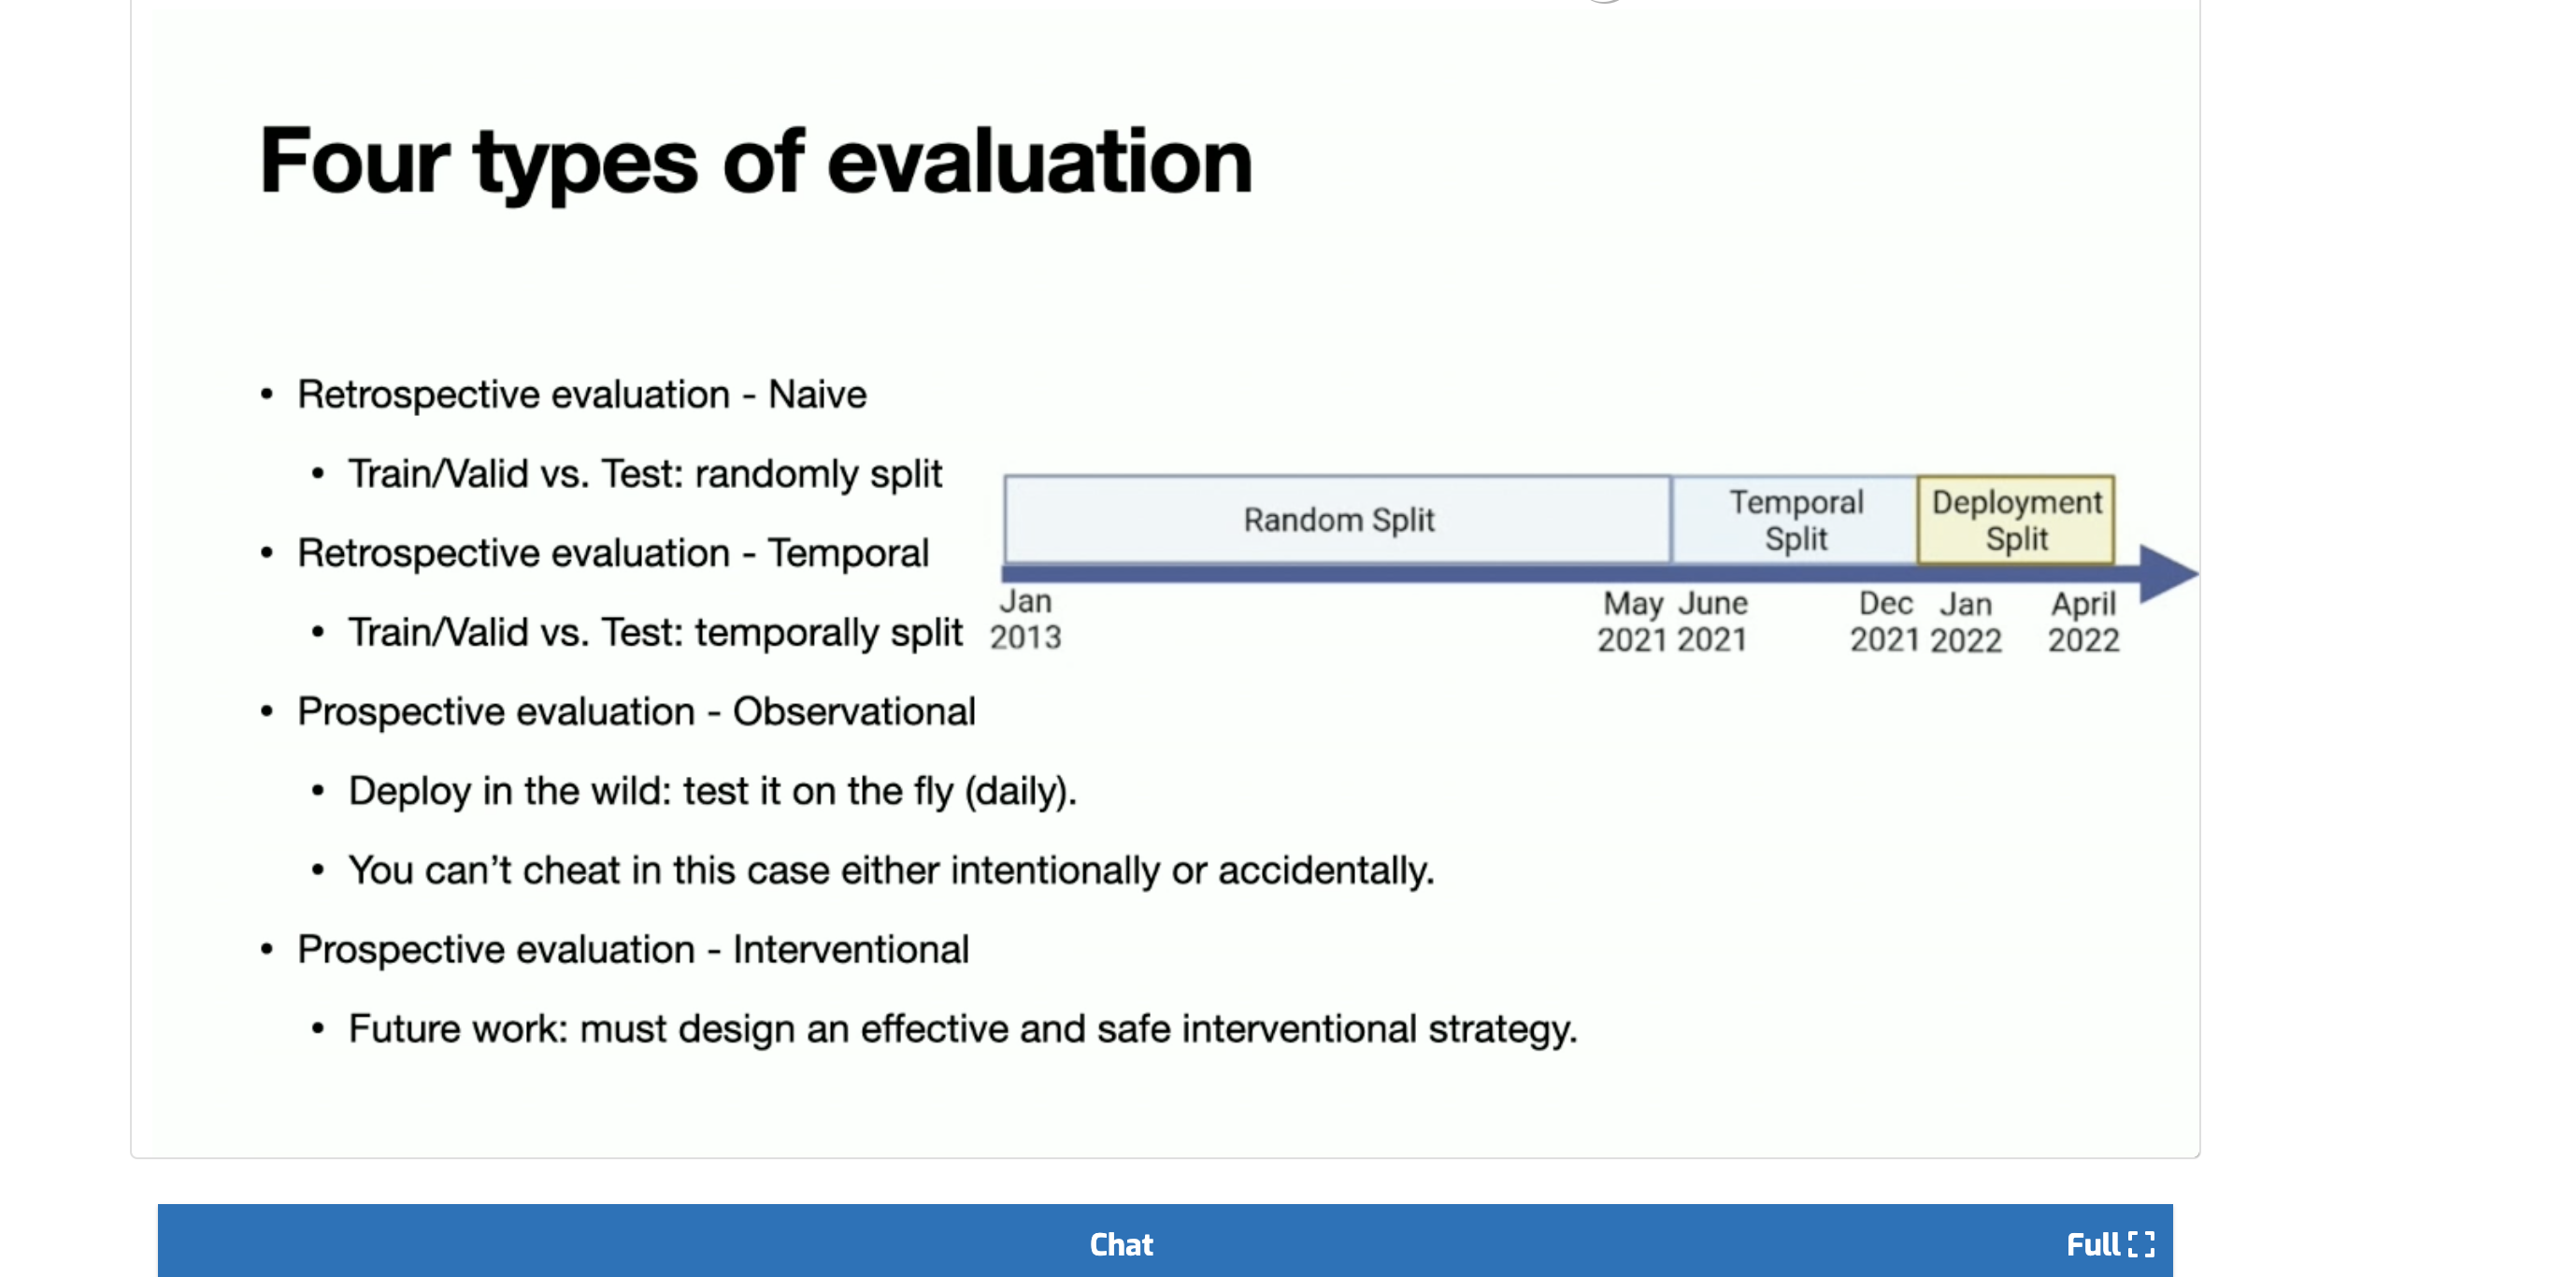 Four types of evaluation
• Retrospective evaluation - Naive
• Train/Valid vs. Test: randomly split
• Retrospective evaluation - Temporal
• Train/Valid vs. Test: temporally split
• Prospective evaluation - Observational
• Deploy in the wild: test it on the fly (daily).
• You can’t cheat in this case either intentionally or accidentally.
• Prospective evaluation - Interventional
• Future work: must design an effective and safe interventional strategy.
Random Split
Temporal
Split
Deployment
Split
Jan
2013
May
2021
June
2021
Dec
2021
Jan
2022
April
2022
Chat
Full